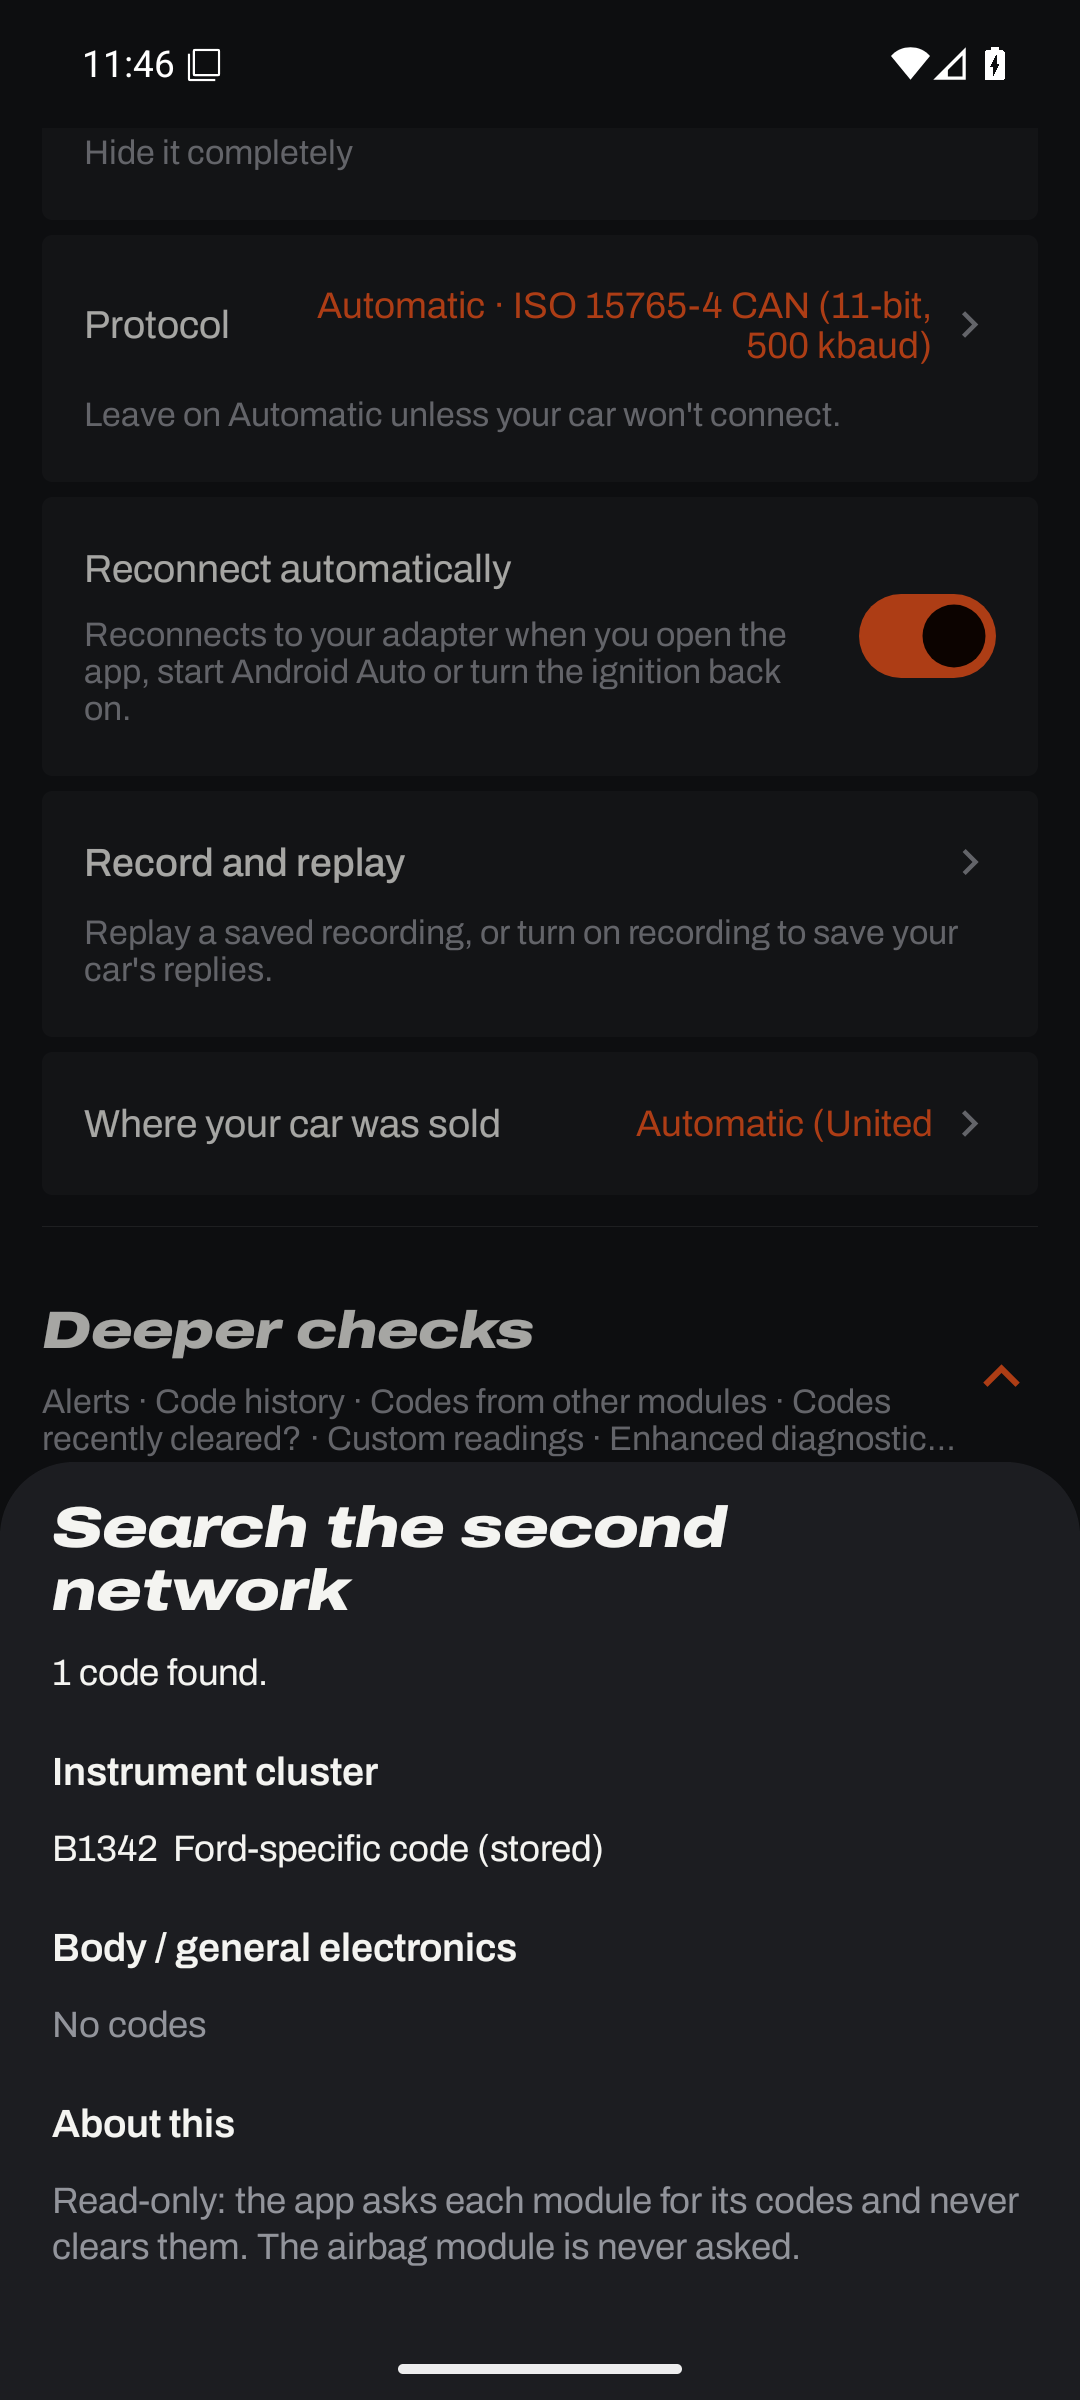 11:46
Hide it completely
Protocol
Automatic · ISO 15765-4 CAN (11-bit,
500 kbaud)
Leave on Automatic unless your car won't connect.
Reconnect automatically
Reconnects to your adapter when you open the
app, start Android Auto or turn the ignition back
on.
Record and replay
Replay a saved recording, or turn on recording to save your
car's replies.
Where your car was sold
Automatic (United
Deeper checks
Alerts · Code history · Codes from other modules · Codes
recently cleared? · Custom readings · Enhanced diagnostic...
Search the second
network
1 code found.
Instrument cluster
B1342 Ford-specific code (stored)
Body / general electronics
No codes
About this
Read-only: the app asks each module for its codes and never
clears them. The airbag module is never asked.